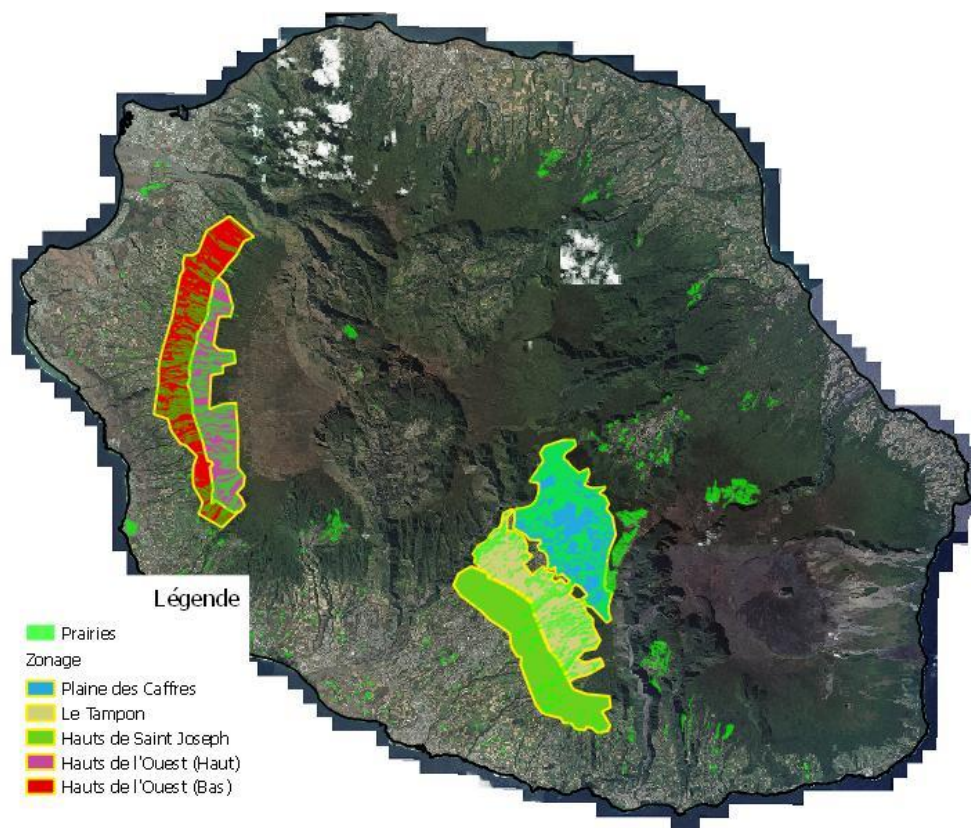 Légende
Prairies
Zonage
Plaine des Caffres
Le Tampon
Hauts de Saint Joseph
Hauts de l'Ouest (Haut)
Hauts de l'Ouest (Bas)